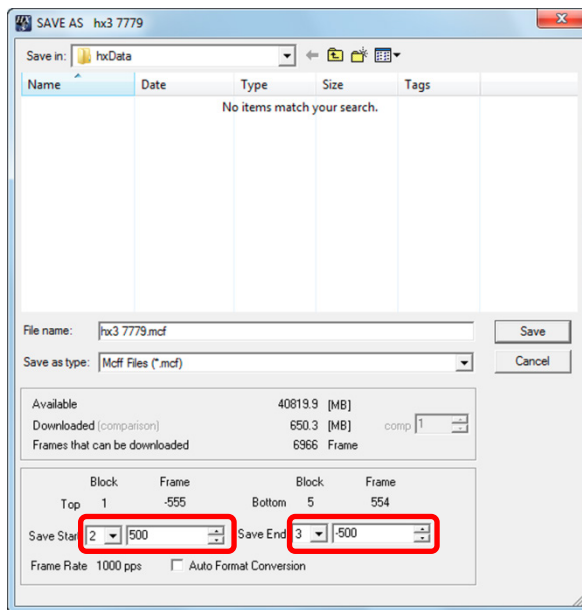 SAVE AS hx3 7779
Save in: hxData
Name Date Type Size Tags
No items match your search.
File name: hx3 7779.mcf Save
Save as type: Mcff Files (*.mcf) Cancel
Available 40819.9 [MB]
Downloaded (comparison) 650.3 [MB] comp 1
Frames that can be downloaded 6966 Frame
Block Frame Block Frame
Top 1 -555 Bottom 5 554
Save Start 2 500 Save End 3 -500
Frame Rate 1000 pps Auto Format Conversion